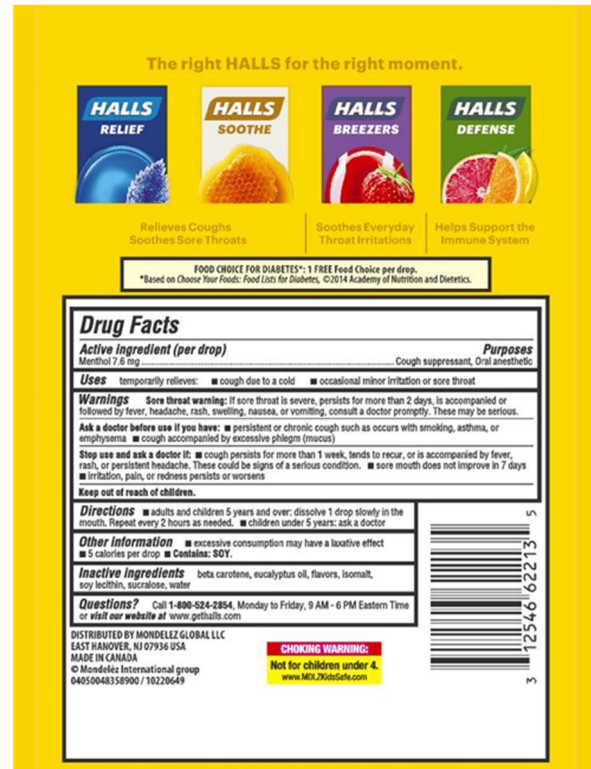 The right HALLS for the right moment.
HALLS
RELIEF
HALLS
SOOTHE
HALLS
BREEZERS
HALLS
DEFENSE
Relieves Coughs
Soothes Sore Throats
Soothes Everyday
Throat Irritations
Helps Support the
Immune System
FOOD CHOICE FOR DIABETES*: 1 FREE Food Choice per drop.
*Based on Choose Your Foods: Food Lists for Diabetes, ©2014 Academy of Nutrition and Dietetics.
Drug Facts
Active ingredient (per drop) Purposes
Menthol 7.6 mg Cough suppressant, Oral anesthetic
Uses temporarily relieves: ■ cough due to a cold ■ occasional minor irritation or sore throat
Warnings Sore throat warning: If sore throat is severe, persists for more than 2 days, is accompanied or
followed by fever, headache, rash, swelling, nausea, or vomiting, consult a doctor promptly. These may be serious.
Ask a doctor before use if you have: ■ persistent or chronic cough such as occurs with smoking, asthma, or
emphysema ■ cough accompanied by excessive phlegm (mucus)
Stop use and ask a doctor if: ■ cough persists for more than 1 week, tends to recur, or is accompanied by fever,
rash, or persistent headache. These could be signs of a serious condition. ■ sore mouth does not improve in 7 days
■ irritation, pain, or redness persists or worsens
Keep out of reach of children.
Directions ■ adults and children 5 years and over: dissolve 1 drop slowly in the
mouth. Repeat every 2 hours as needed. ■ children under 5 years: ask a doctor
Other information ■ excessive consumption may have a laxative effect
■ 5 calories per drop ■ Contains: SOY.
Inactive ingredients beta carotene, eucalyptus oil, flavors, isomalt,
soy lecithin, sucralose, water
Questions? Call 1-800-524-2854, Monday to Friday, 9 AM - 6 PM Eastern Time
or visit our website at www.gethalls.com
DISTRIBUTED BY MONDELEZ GLOBAL LLC
EAST HANOVER, NJ 07936 USA
MADE IN CANADA
© Mondelēz International group
04050048358900 / 10220649
CHOKING WARNING:
Not for children under 4.
www.MDLZKidsSafe.com
3 12546 62213 5